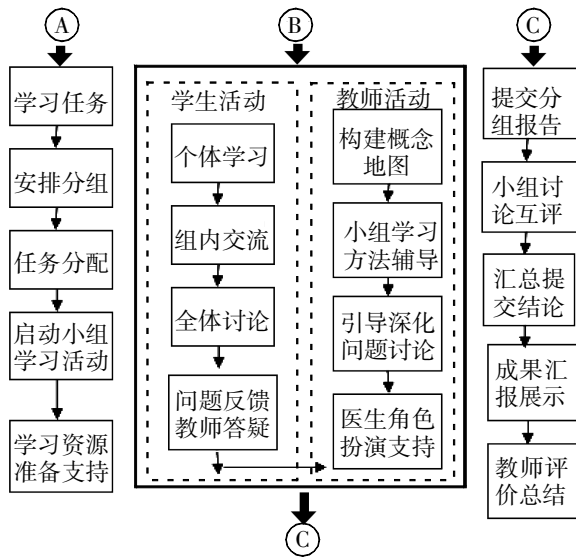 A
学习任务
安排分组
任务分配
启动小组
学习活动
学习资源
准备支持
B
学生活动
个体学习
组内交流
全体讨论
问题反馈
教师答疑
教师活动
构建概念
地图
小组学习
方法辅导
引导深化
问题讨论
医生角色
扮演支持
C
C
提交分
组报告
小组讨
论互评
汇总提
交结论
成果汇
报展示
教师评
价总结